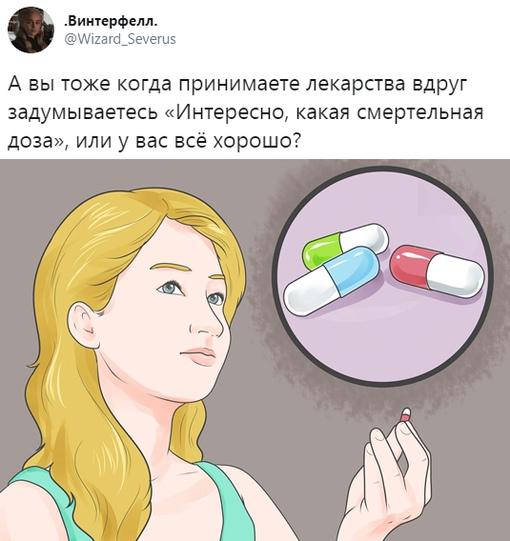 .Винтерфелл.
@Wizard_Severus
А вы тоже когда принимаете лекарства вдруг
задумываетесь «Интересно, какая смертельная
доза», или у вас всё хорошо?